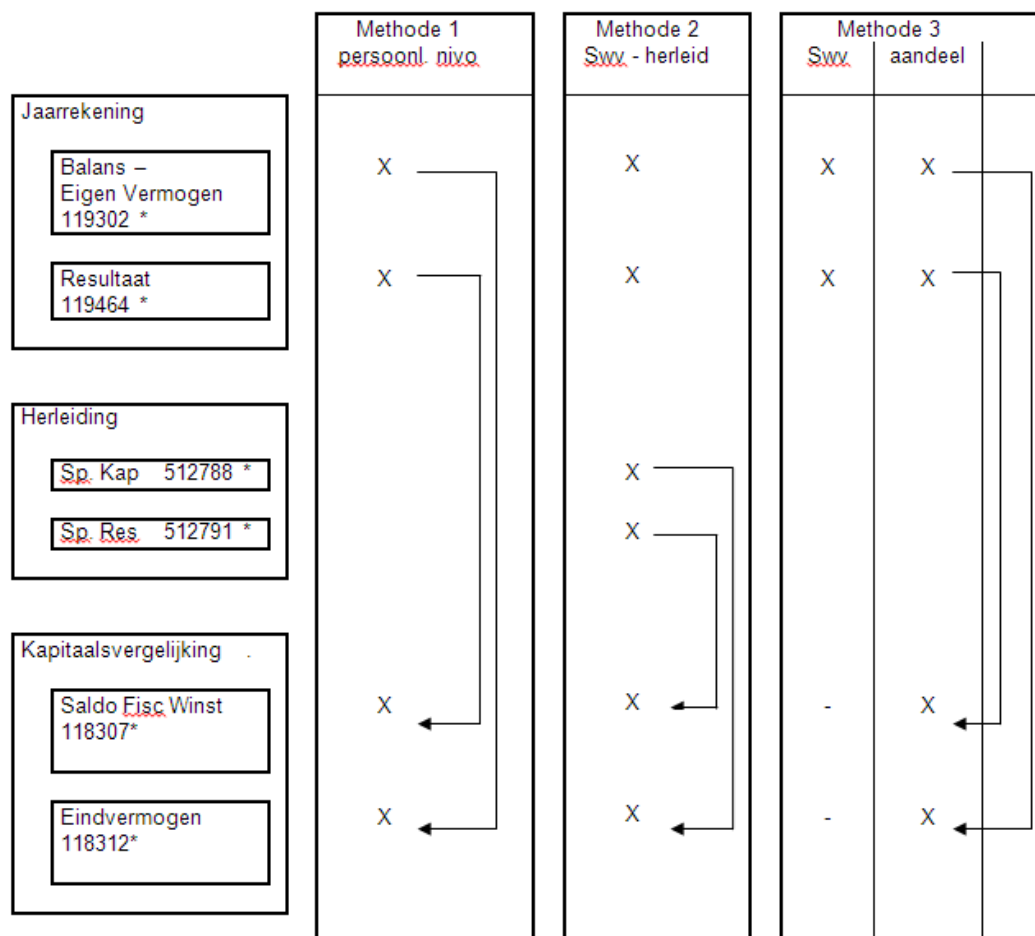 Methode 1
persoonl. nivo
Methode 2
Swv - herleid
Methode 3
Swv aandeel
Jaarrekening
Balans – X X X X
Eigen Vermogen
119302 *
Resultaat X X X X
119464 *
Herleiding
Sp. Kap 512788 * X
Sp. Res 512791 * X
Kapitaalsvergelijking .
Saldo Fisc Winst X X - X
118307*
Eindvermogen X X - X
118312*